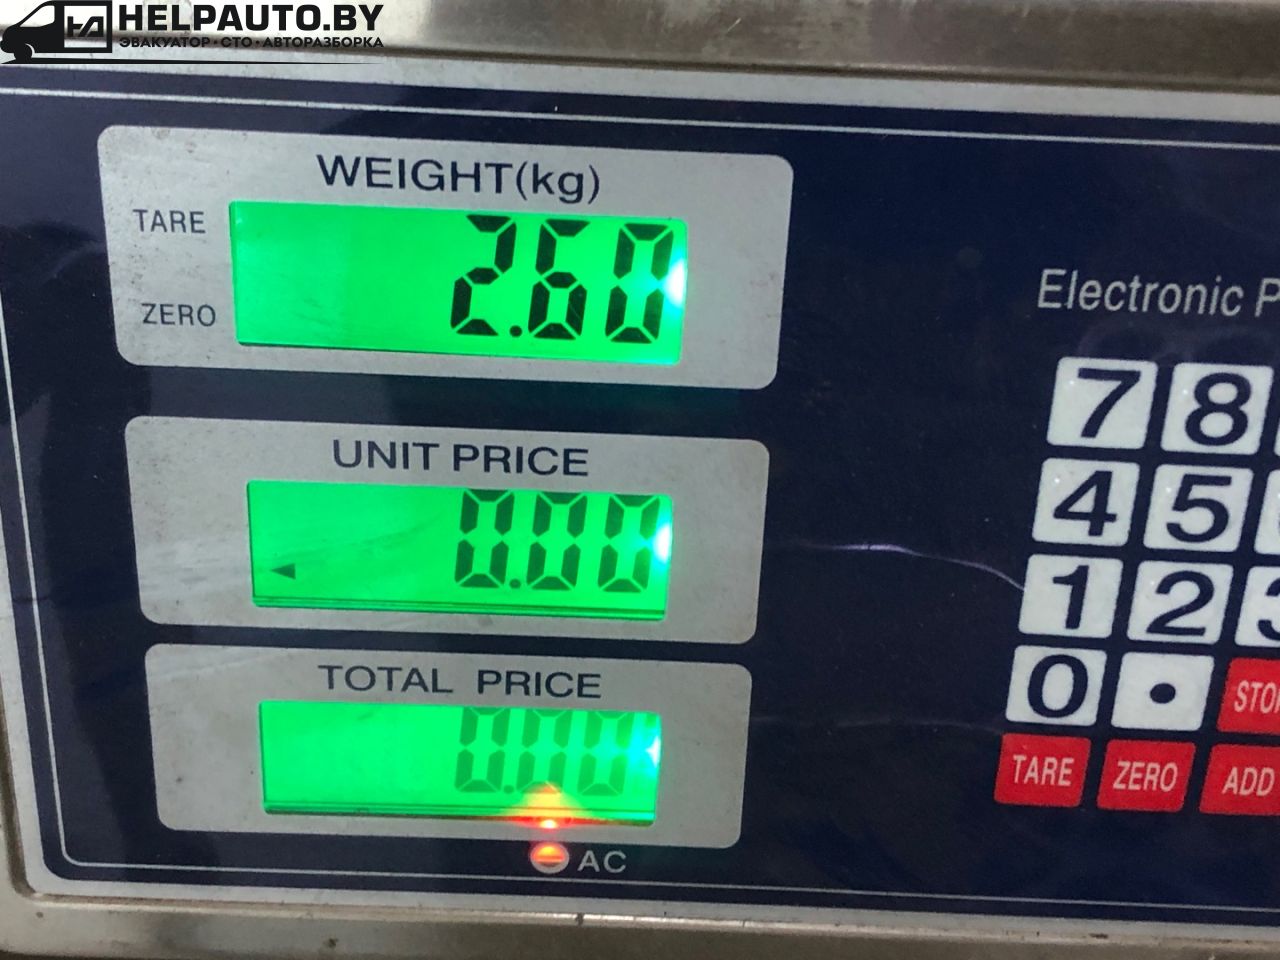 HELPAUTO.BY
ЭВАКУАТОР·СТО·АВТОРАЗБОРКА
WEIGHT(kg)
TARE
2.60
ZERO
Electronic P
UNIT PRICE
0.00
TOTAL PRICE
0.00
AC
7 8
4 5
1 2 3
0 .
TARE ZERO ADD